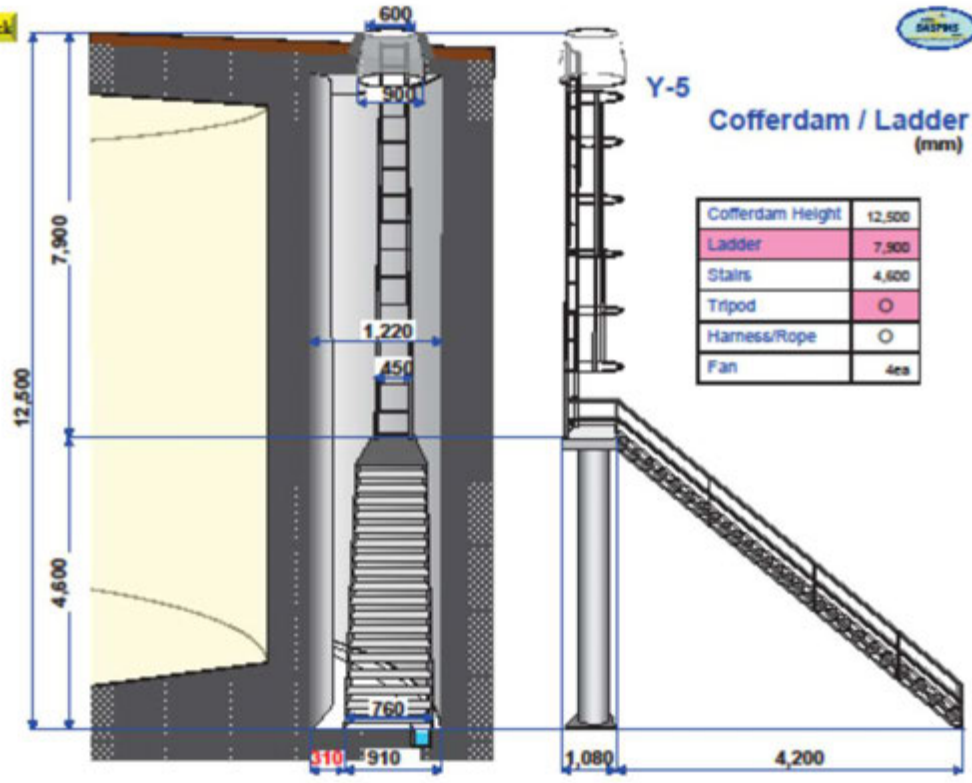 600
900
Y-5
Cofferdam / Ladder
(mm)
Cofferdam Height 12,500
Ladder 7,900
Stairs 4,600
Tripod O
Harness/Rope O
Fan 4ea
7,900
12,500
1,220
450
4,600
760
310
910
1,080
4,200